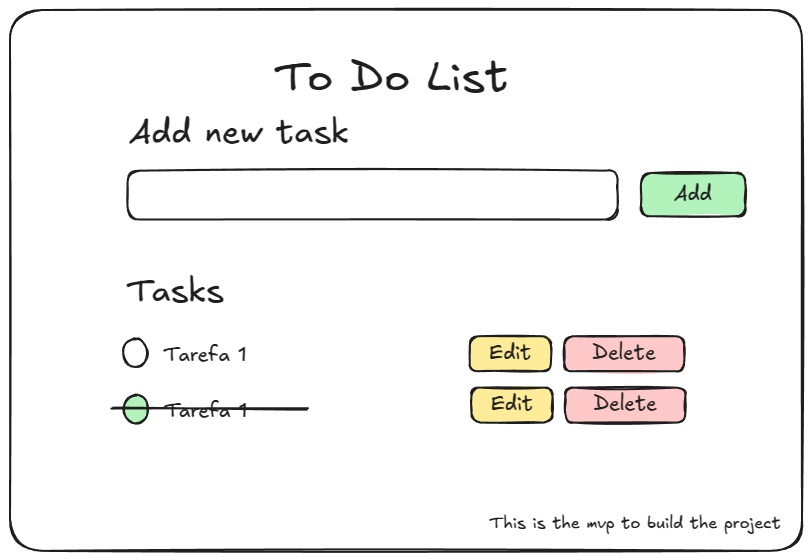 To Do List
Add new task
Add
Tasks
Tarefa 1 Edit Delete
Tarefa 1 Edit Delete
This is the mvp to build the project